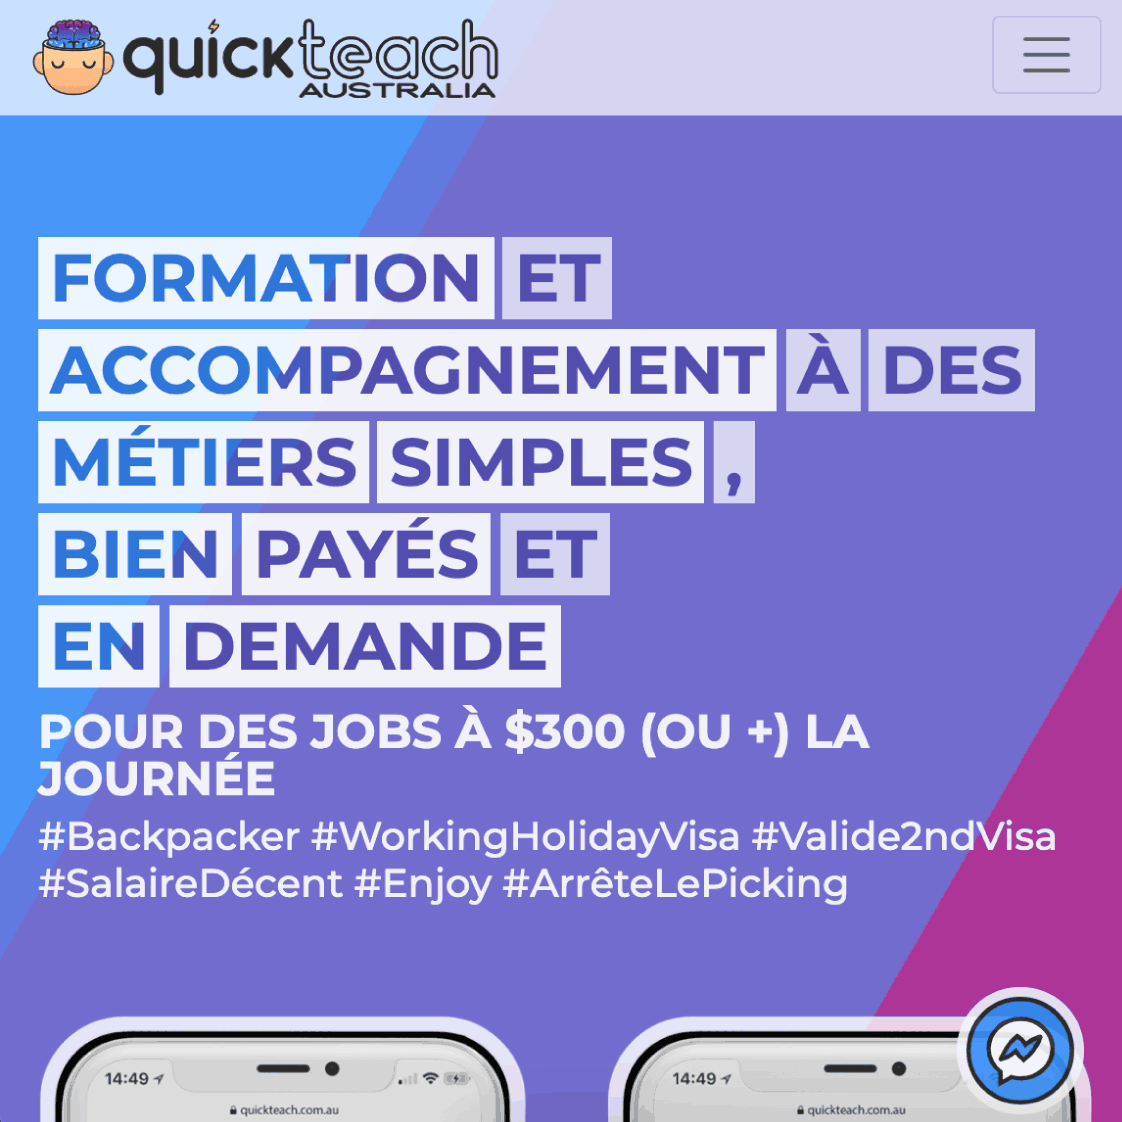 quickteach
AUSTRALIA
FORMATION ET
ACCOMPAGNEMENT À DES
MÉTIERS SIMPLES ,
BIEN PAYÉS ET
EN DEMANDE
POUR DES JOBS À $300 (OU +) LA
JOURNÉE
#Backpacker #WorkingHolidayVisa #Valide2ndVisa
#SalaireDécent #Enjoy #ArrêteLePicking
14:49
quickteach.com.au
14:49
quickteach.com.au